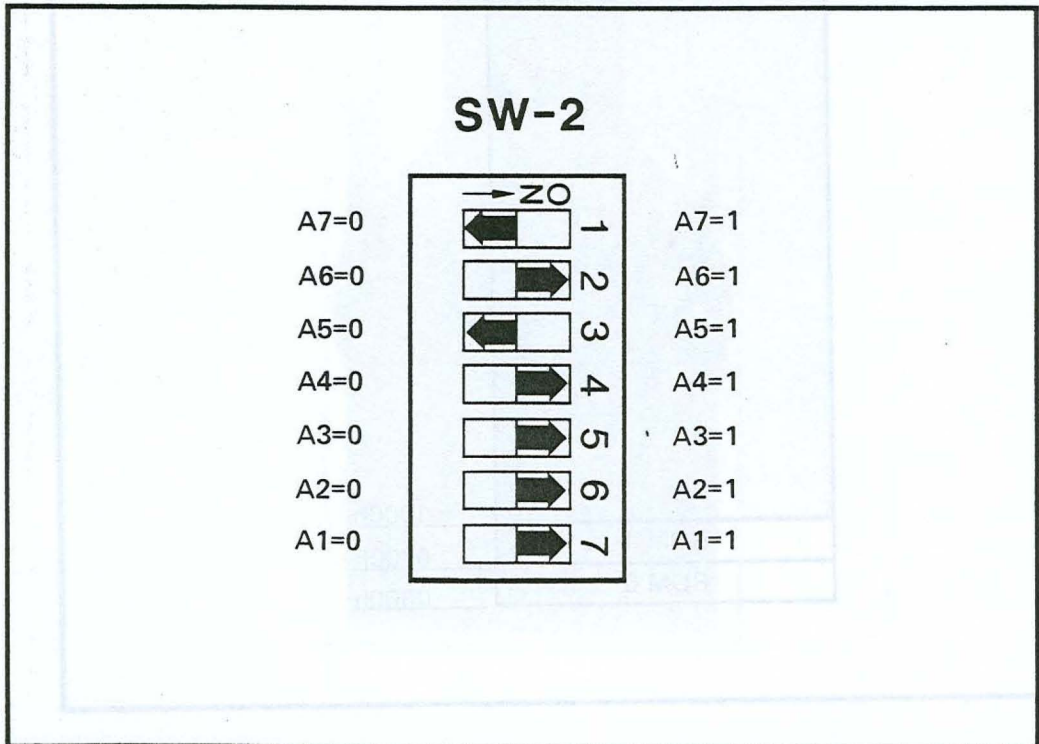 SW-2
→ ON
A7=0 1 A7=1
A6=0 2 A6=1
A5=0 3 A5=1
A4=0 4 A4=1
A3=0 5 A3=1
A2=0 6 A2=1
A1=0 7 A1=1